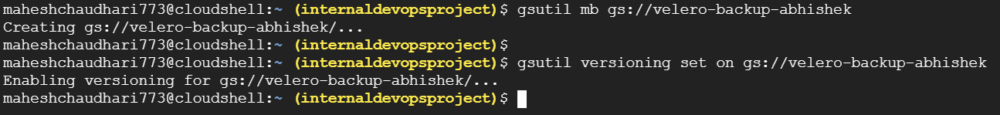 maheshchaudhari773@cloudshell:~ (internaldevopsproject)$ gsutil mb gs://velero-backup-abhishek
Creating gs://velero-backup-abhishek/...
maheshchaudhari773@cloudshell:~ (internaldevopsproject)$
maheshchaudhari773@cloudshell:~ (internaldevopsproject)$ gsutil versioning set on gs://velero-backup-abhishek
Enabling versioning for gs://velero-backup-abhishek/...
maheshchaudhari773@cloudshell:~ (internaldevopsproject)$